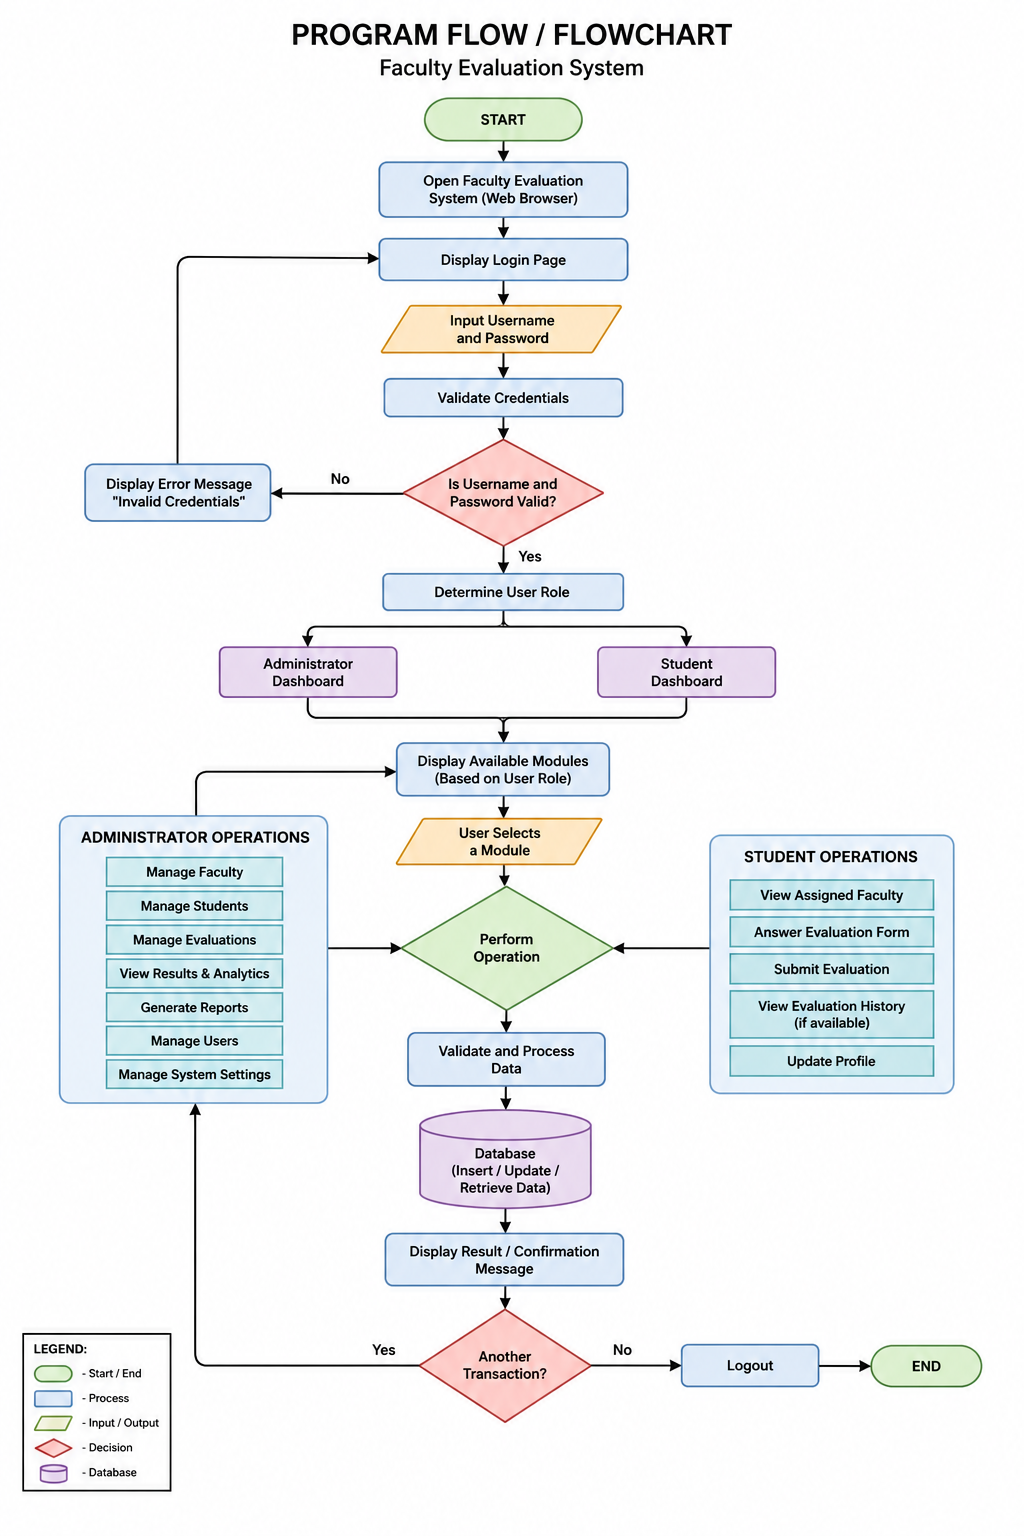 PROGRAM FLOW / FLOWCHART
Faculty Evaluation System
START
Open Faculty Evaluation
System (Web Browser)
Display Login Page
Input Username
and Password
Validate Credentials
Is Username and
Password Valid?
No
Display Error Message
"Invalid Credentials"
Yes
Determine User Role
Administrator
Dashboard
Student
Dashboard
Display Available Modules
(Based on User Role)
User Selects
a Module
ADMINISTRATOR OPERATIONS
Manage Faculty
Manage Students
Manage Evaluations
View Results & Analytics
Generate Reports
Manage Users
Manage System Settings
Perform
Operation
STUDENT OPERATIONS
View Assigned Faculty
Answer Evaluation Form
Submit Evaluation
View Evaluation History
(if available)
Update Profile
Validate and Process
Data
Database
(Insert / Update /
Retrieve Data)
Display Result / Confirmation
Message
Another
Transaction?
Yes
No
Logout
END
LEGEND:
- Start / End
- Process
- Input / Output
- Decision
- Database